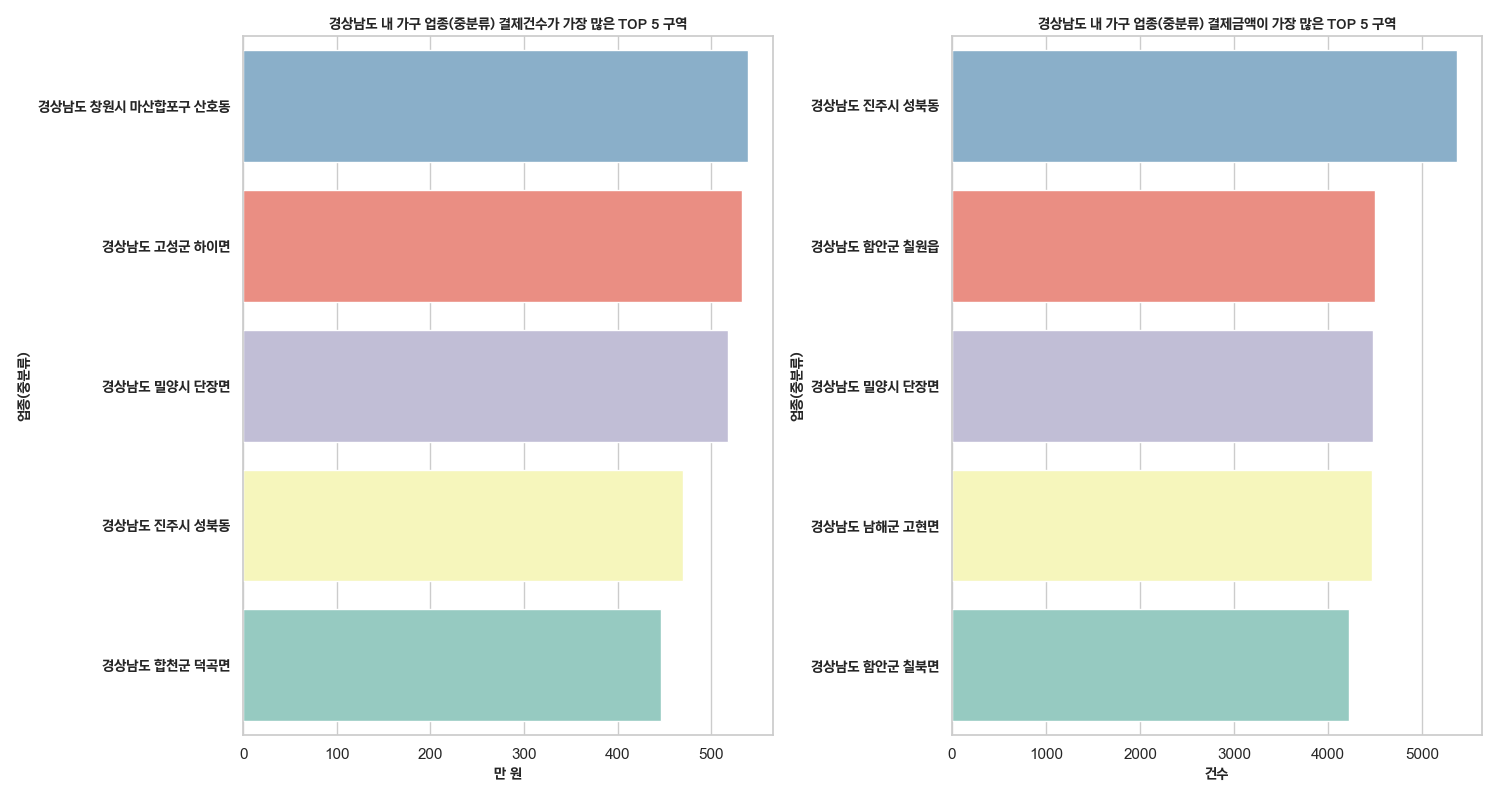 경상남도 내 가구 업종(중분류) 결제건수가 가장 많은 TOP 5 구역
업종(중분류)
경상남도 창원시 마산합포구 산호동
경상남도 고성군 하이면
경상남도 밀양시 단장면
경상남도 진주시 성북동
경상남도 합천군 덕곡면
0 100 200 300 400 500
만 원
경상남도 내 가구 업종(중분류) 결제금액이 가장 많은 TOP 5 구역
업종(중분류)
경상남도 진주시 성북동
경상남도 함안군 칠원읍
경상남도 밀양시 단장면
경상남도 남해군 고현면
경상남도 함안군 칠북면
0 1000 2000 3000 4000 5000
건수